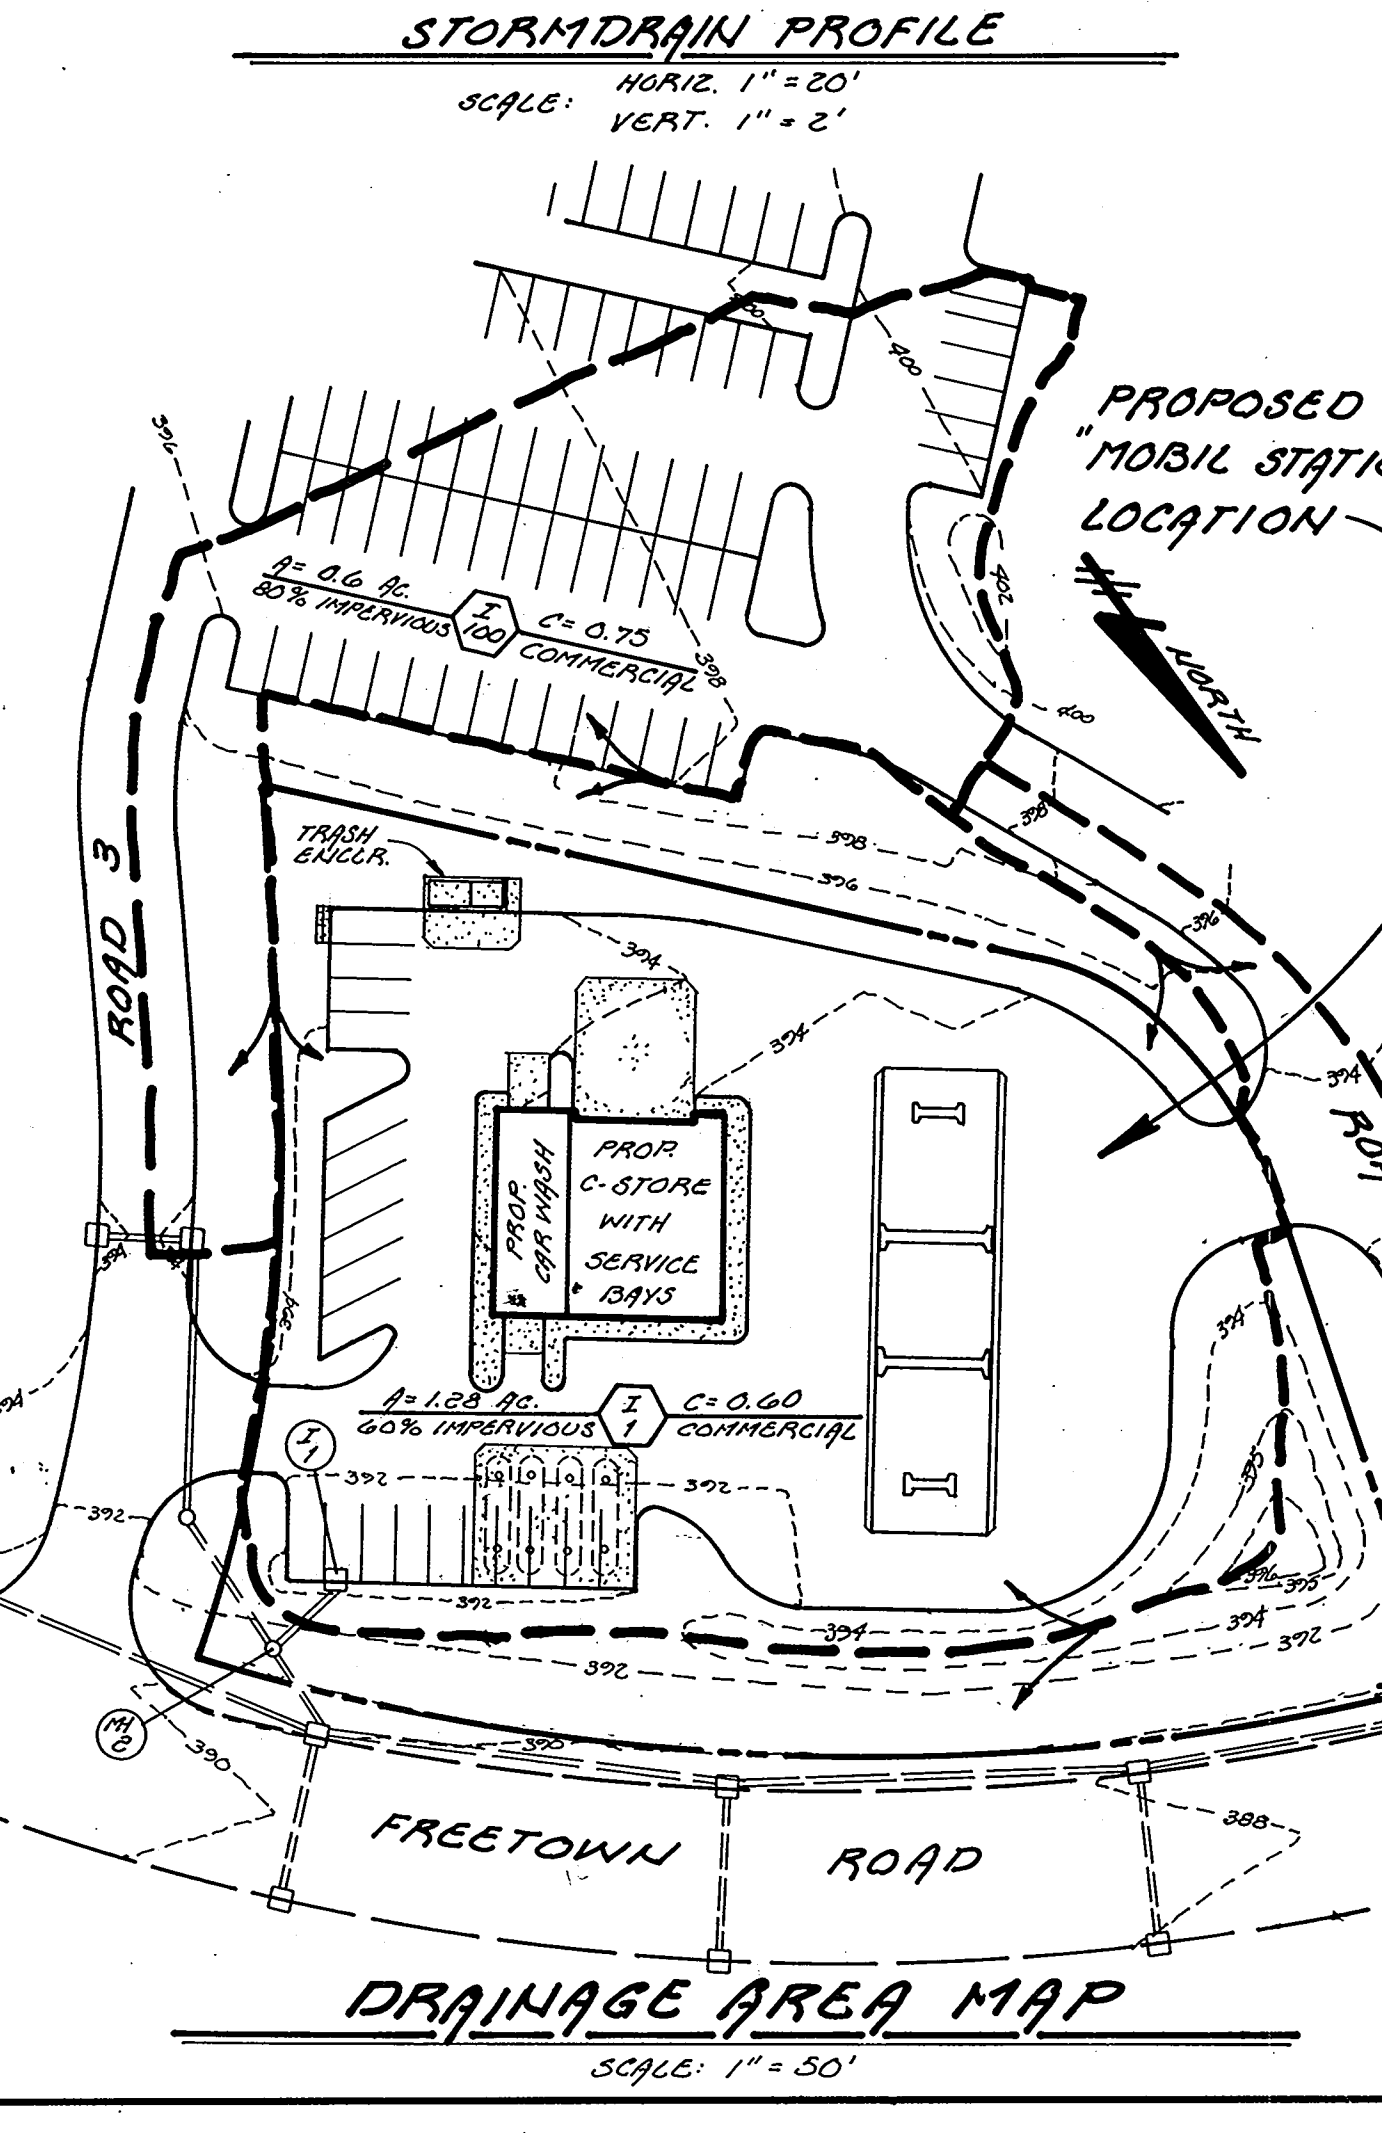 STORMDRAIN PROFILE
SCALE: HORIZ. 1" = 20'
VERT. 1" = 2'
PROPOSED
"MOBIL STATIO
LOCATION
NORTH
400
400
396
402
A= 0.6 AC.
80% IMPERVIOUS
I
100
C= 0.75
COMMERCIAL
398
400
398
398
396
396
TRASH
ENCLR.
ROAD 3
394
394
394
PROP.
CAR WASH
PROP.
C-STORE
WITH
SERVICE
BAYS
394
394
394
A= 1.28 AC.
60% IMPERVIOUS
I
1
C= 0.60
COMMERCIAL
I
1
392
392
392
395
396
395
394
392
392
394
392
MH
2
390
390
388
FREETOWN ROAD
DRAINAGE AREA MAP
SCALE: 1" = 50'